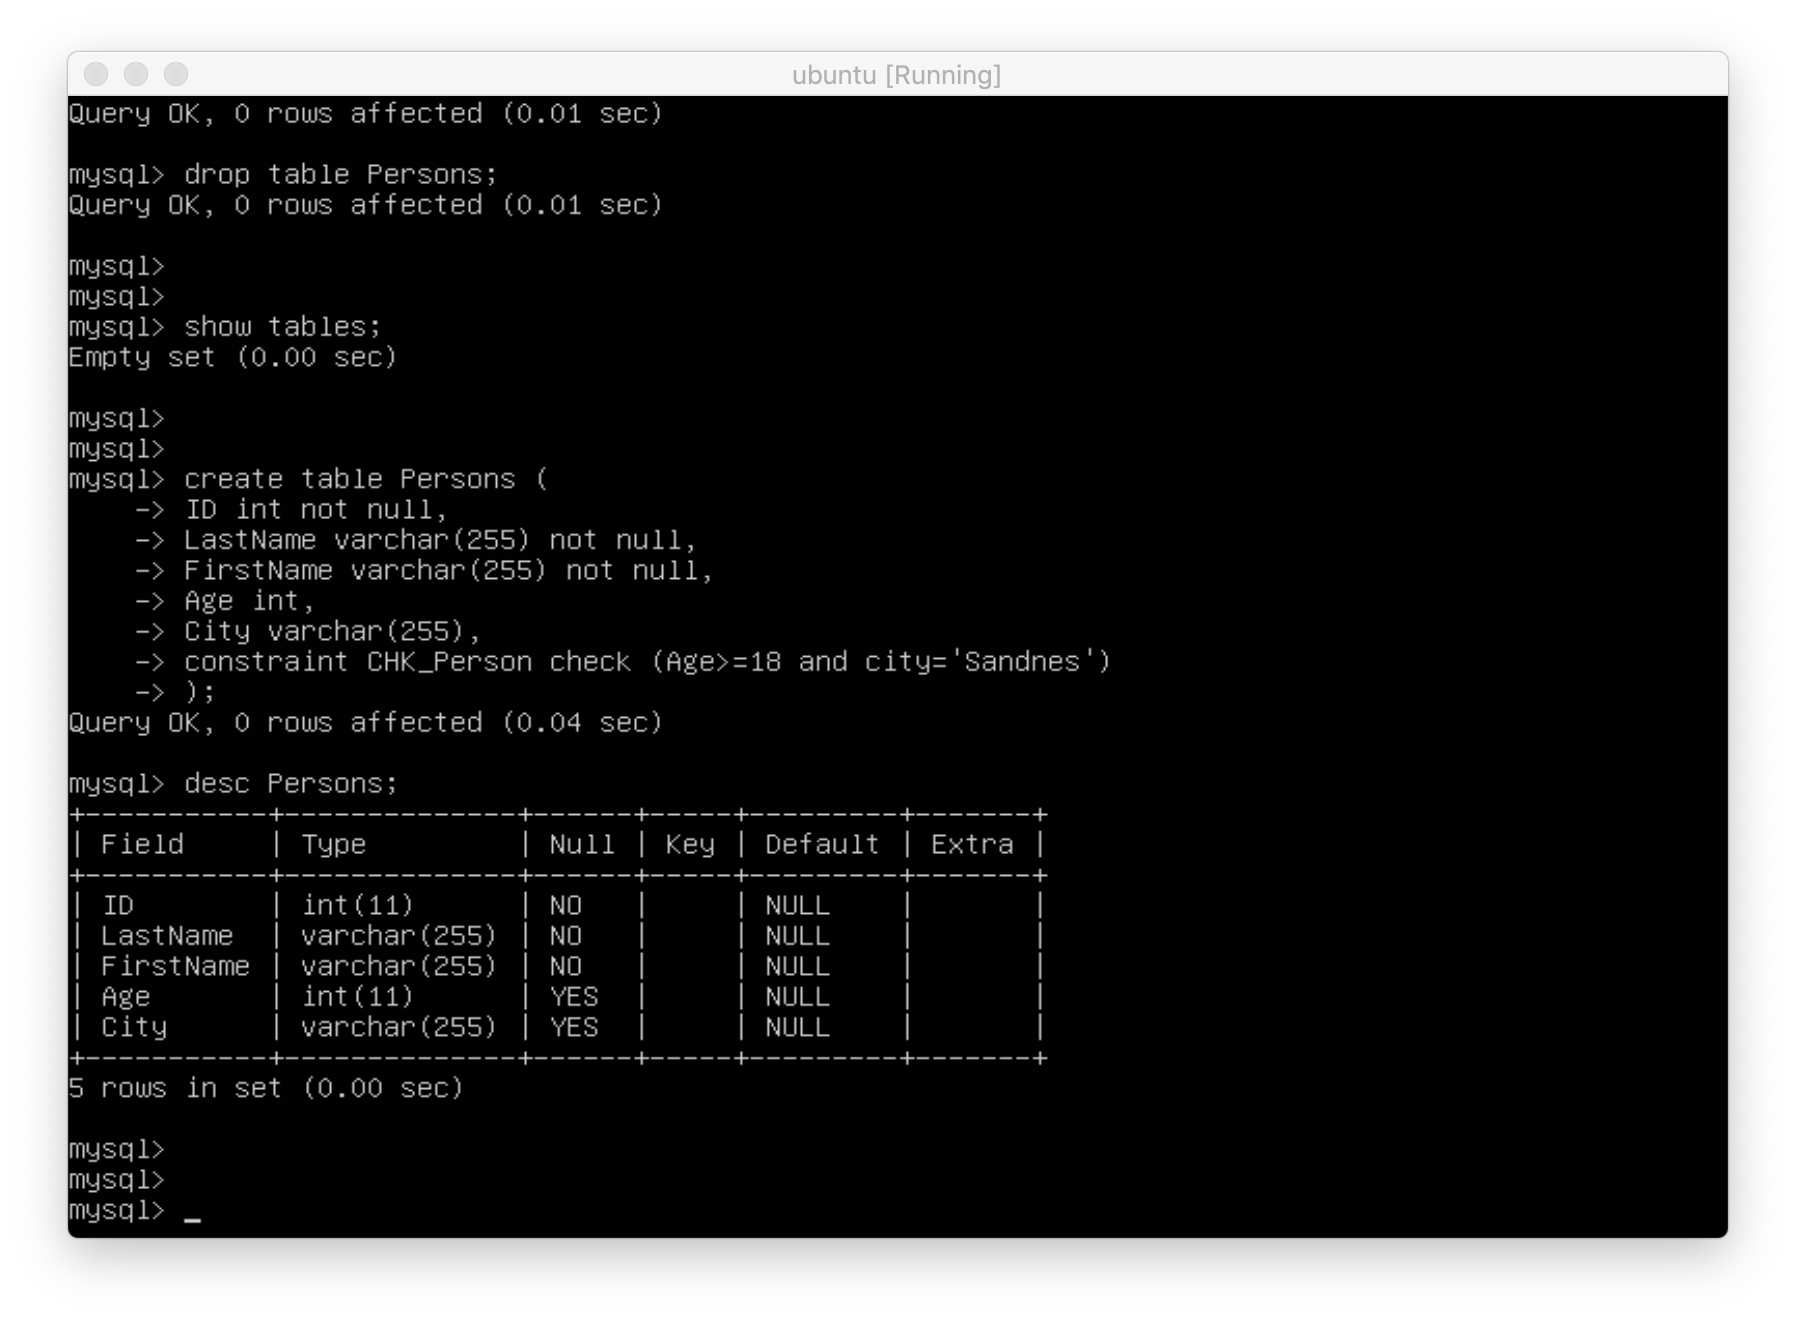 ubuntu [Running]
Query OK, 0 rows affected (0.01 sec)

mysql> drop table Persons;
Query OK, 0 rows affected (0.01 sec)

mysql>
mysql>
mysql> show tables;
Empty set (0.00 sec)

mysql>
mysql>
mysql> create table Persons (
    -> ID int not null,
    -> LastName varchar(255) not null,
    -> FirstName varchar(255) not null,
    -> Age int,
    -> City varchar(255),
    -> constraint CHK_Person check (Age>=18 and city='Sandnes')
    -> );
Query OK, 0 rows affected (0.04 sec)

mysql> desc Persons;
+-----------+--------------+------+-----+---------+-------+
| Field     | Type         | Null | Key | Default | Extra |
+-----------+--------------+------+-----+---------+-------+
| ID        | int(11)      | NO   |     | NULL    |       |
| LastName  | varchar(255) | NO   |     | NULL    |       |
| FirstName | varchar(255) | NO   |     | NULL    |       |
| Age       | int(11)      | YES  |     | NULL    |       |
| City      | varchar(255) | YES  |     | NULL    |       |
+-----------+--------------+------+-----+---------+-------+
5 rows in set (0.00 sec)

mysql>
mysql>
mysql> _